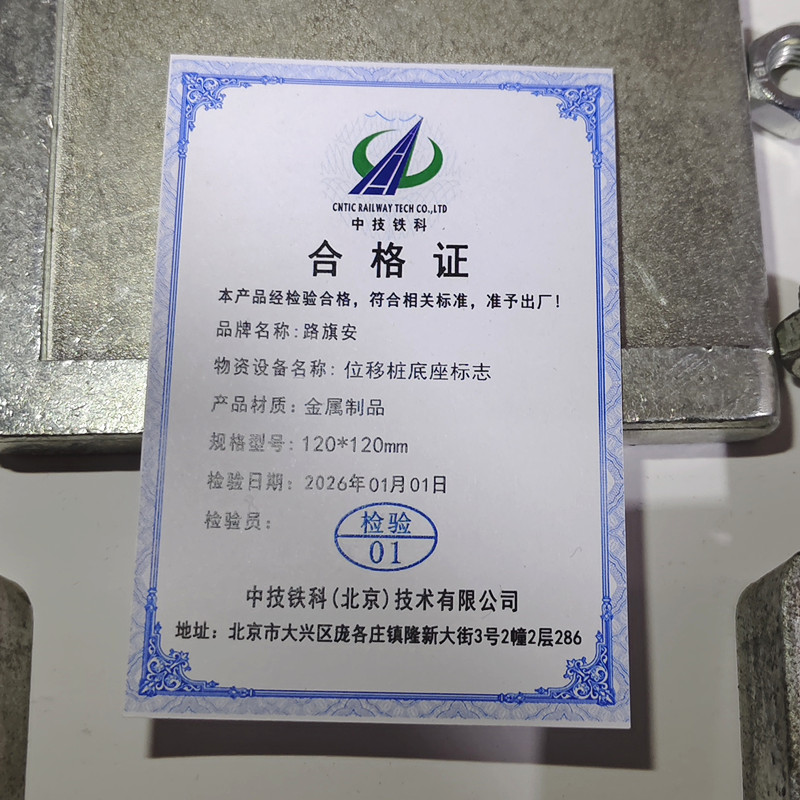 CNTIC RAILWAY TECH CO.,LTD
中技铁科
合格证
本产品经检验合格，符合相关标准，准予出厂！
品牌名称：路旗安
物资设备名称：位移桩底座标志
产品材质：金属制品
规格型号：120*120mm
检验日期：2026年01月01日
检验员：
检验
01
中技铁科(北京)技术有限公司
地址：北京市大兴区庞各庄镇隆新大街3号2幢2层286